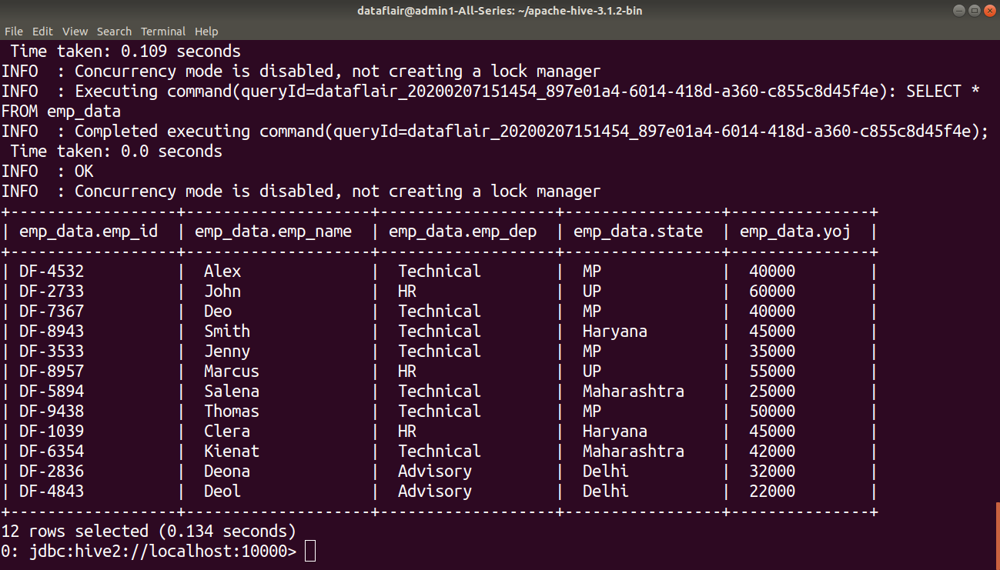 dataflair@admin1-All-Series: ~/apache-hive-3.1.2-bin
File Edit View Search Terminal Help
 Time taken: 0.109 seconds
INFO  : Concurrency mode is disabled, not creating a lock manager
INFO  : Executing command(queryId=dataflair_20200207151454_897e01a4-6014-418d-a360-c855c8d45f4e): SELECT *
FROM emp_data
INFO  : Completed executing command(queryId=dataflair_20200207151454_897e01a4-6014-418d-a360-c855c8d45f4e);
 Time taken: 0.0 seconds
INFO  : OK
INFO  : Concurrency mode is disabled, not creating a lock manager
+------------------+--------------------+-------------------+-----------------+---------------+
| emp_data.emp_id  | emp_data.emp_name  | emp_data.emp_dep  | emp_data.state  | emp_data.yoj  |
+------------------+--------------------+-------------------+-----------------+---------------+
| DF-4532          |  Alex              |  Technical        |  MP             |  40000        |
| DF-2733          |  John              |  HR               |  UP             |  60000        |
| DF-7367          |  Deo               |  Technical        |  MP             |  40000        |
| DF-8943          |  Smith             |  Technical        |  Haryana        |  45000        |
| DF-3533          |  Jenny             |  Technical        |  MP             |  35000        |
| DF-8957          |  Marcus            |  HR               |  UP             |  55000        |
| DF-5894          |  Salena            |  Technical        |  Maharashtra    |  25000        |
| DF-9438          |  Thomas            |  Technical        |  MP             |  50000        |
| DF-1039          |  Clera             |  HR               |  Haryana        |  45000        |
| DF-6354          |  Kienat            |  Technical        |  Maharashtra    |  42000        |
| DF-2836          |  Deona             |  Advisory         |  Delhi          |  32000        |
| DF-4843          |  Deol              |  Advisory         |  Delhi          |  22000        |
+------------------+--------------------+-------------------+-----------------+---------------+
12 rows selected (0.134 seconds)
0: jdbc:hive2://localhost:10000>